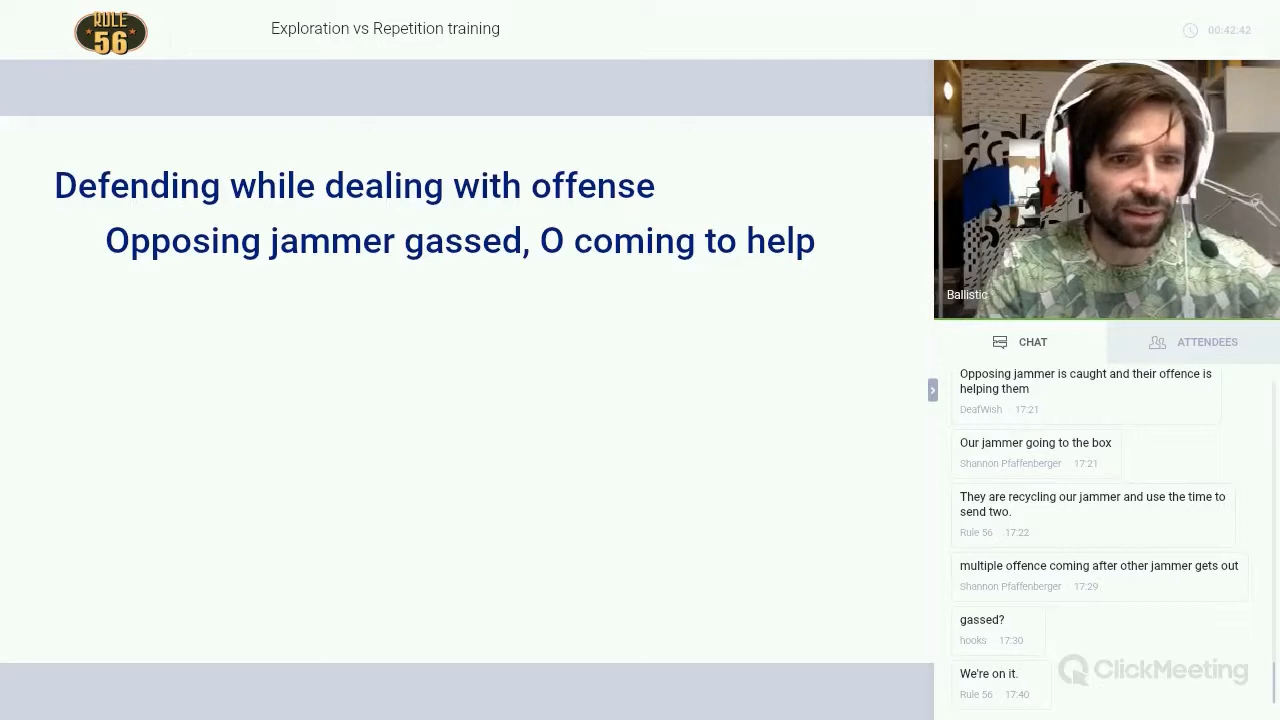 RULE
56
Exploration vs Repetition training
00:42:42
Defending while dealing with offense
Opposing jammer gassed, O coming to help
Ballistic
CHAT
ATTENDEES
Opposing jammer is caught and their offence is
helping them
DeafWish 17:21
Our jammer going to the box
Shannon Pfaffenberger 17:21
They are recycling our jammer and use the time to
send two.
Rule 56 17:22
multiple offence coming after other jammer gets out
Shannon Pfaffenberger 17:29
gassed?
hooks 17:30
We're on it.
Rule 56 17:40
ClickMeeting